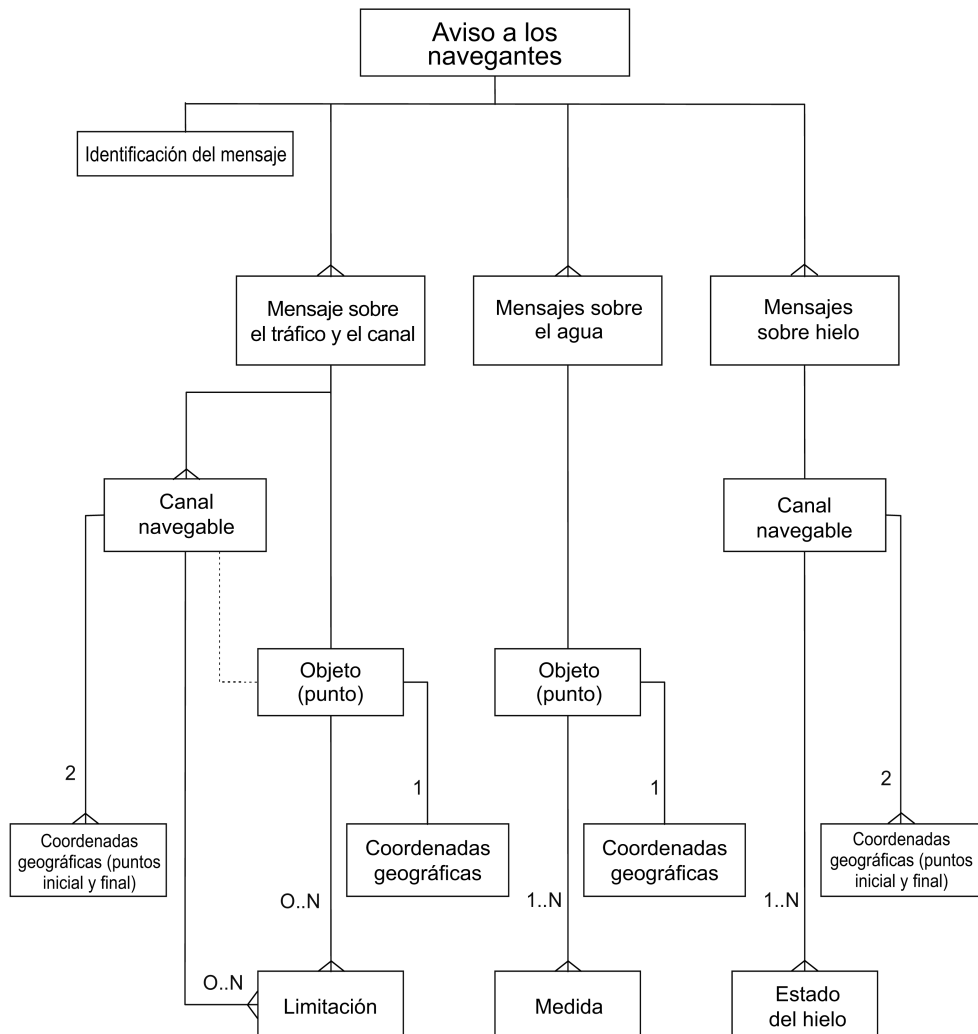 Aviso a los
navegantes
Identificación del mensaje
Mensaje sobre
el tráfico y el canal
Mensajes sobre
el agua
Mensajes
sobre hielo
Canal
navegable
Canal
navegable
Objeto
(punto)
Objeto
(punto)
2
1
1
2
Coordenadas
geográficas (puntos
inicial y final)
Coordenadas
geográficas
Coordenadas
geográficas
Coordenadas
geográficas (puntos
inicial y final)
O..N
1..N
1..N
O..N
Limitación
Medida
Estado
del hielo